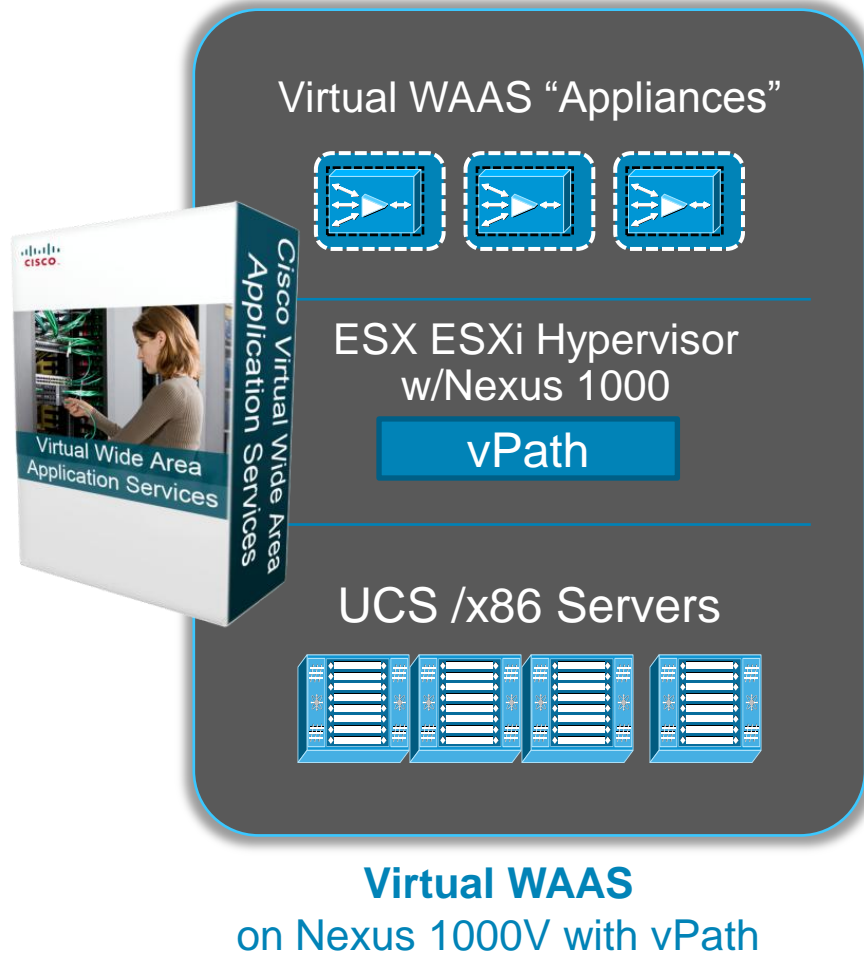 Virtual WAAS “Appliances”
CISCO
Virtual Wide Area
Application Services
Cisco Virtual Wide Area
Application Services
ESX ESXi Hypervisor
w/Nexus 1000
vPath
UCS /x86 Servers
Virtual WAAS
on Nexus 1000V with vPath